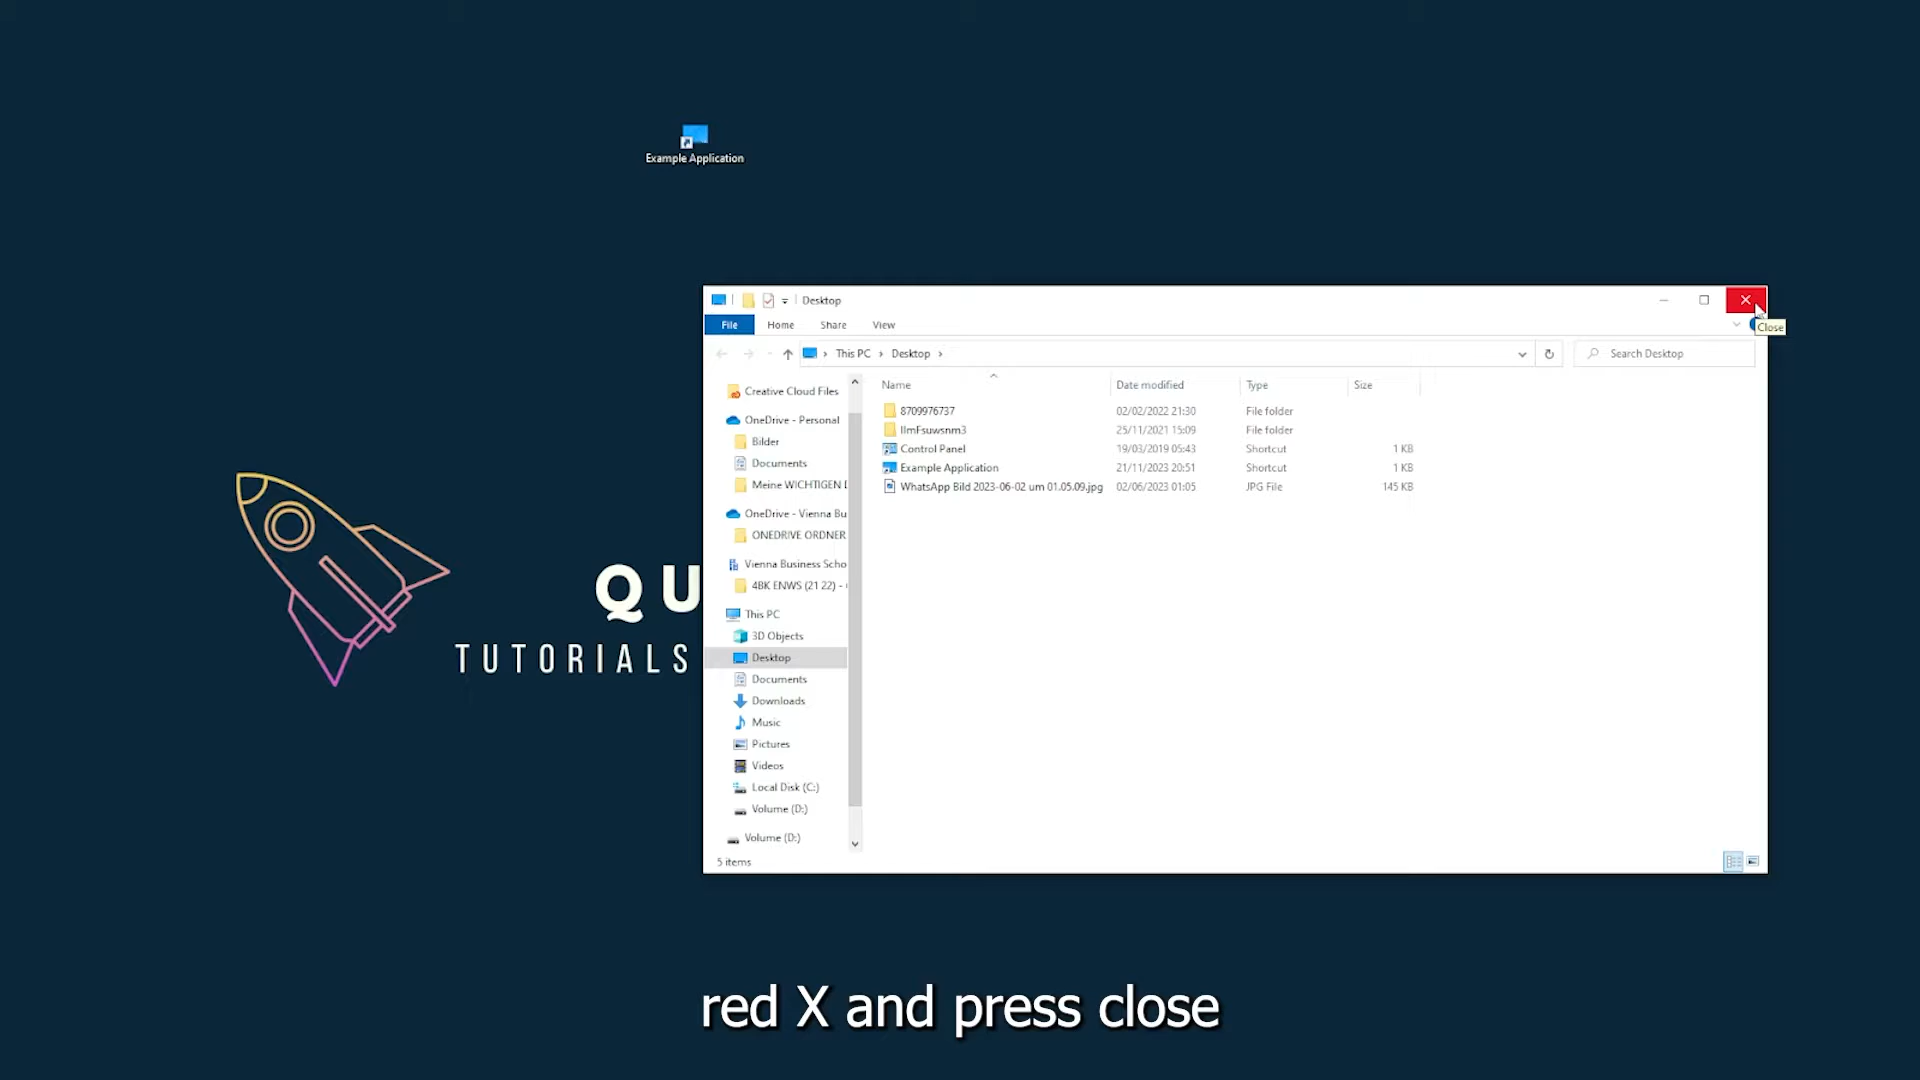 Example Application
Desktop
Close
File Home Share View
This PC Desktop
Search Desktop
Name Date modified Type Size
8709976737 02/02/2022 21:30 File folder
25/11/2021 15:09 File folder
Control Panel 19/03/2019 05:43 Shortcut 1 KB
Example Application 21/11/2023 20:51 Shortcut 1 KB
WhatsApp Bild 2023-06-02 um 01.05.09.jpg 02/06/2023 01:05 JPG File 145 KB
Creative Cloud Files
OneDrive - Personal
Bilder
Documents
Meine WICHTIGEN
OneDrive - Vienna Bu
ONEDRIVE ORDNER
Vienna Business Scho
4BK ENWS (21 22) -
This PC
3D Objects
Desktop
Documents
Downloads
Music
Pictures
Videos
Local Disk (C:)
Volume (D:)
Volume (D:)
5 items
QU
TUTORIALS
red X and press close